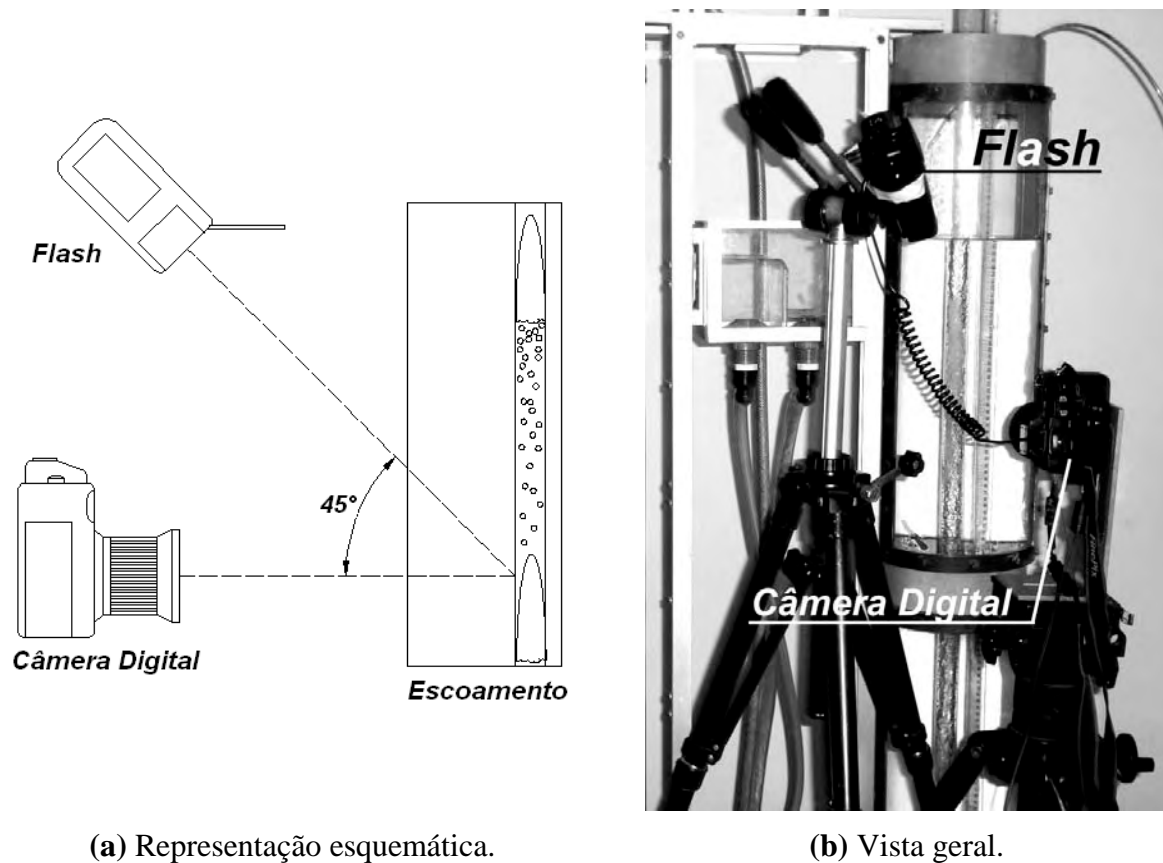 Flash
45°
Câmera Digital
Escoamento
Flash
Câmera Digital
(a) Representação esquemática.
(b) Vista geral.